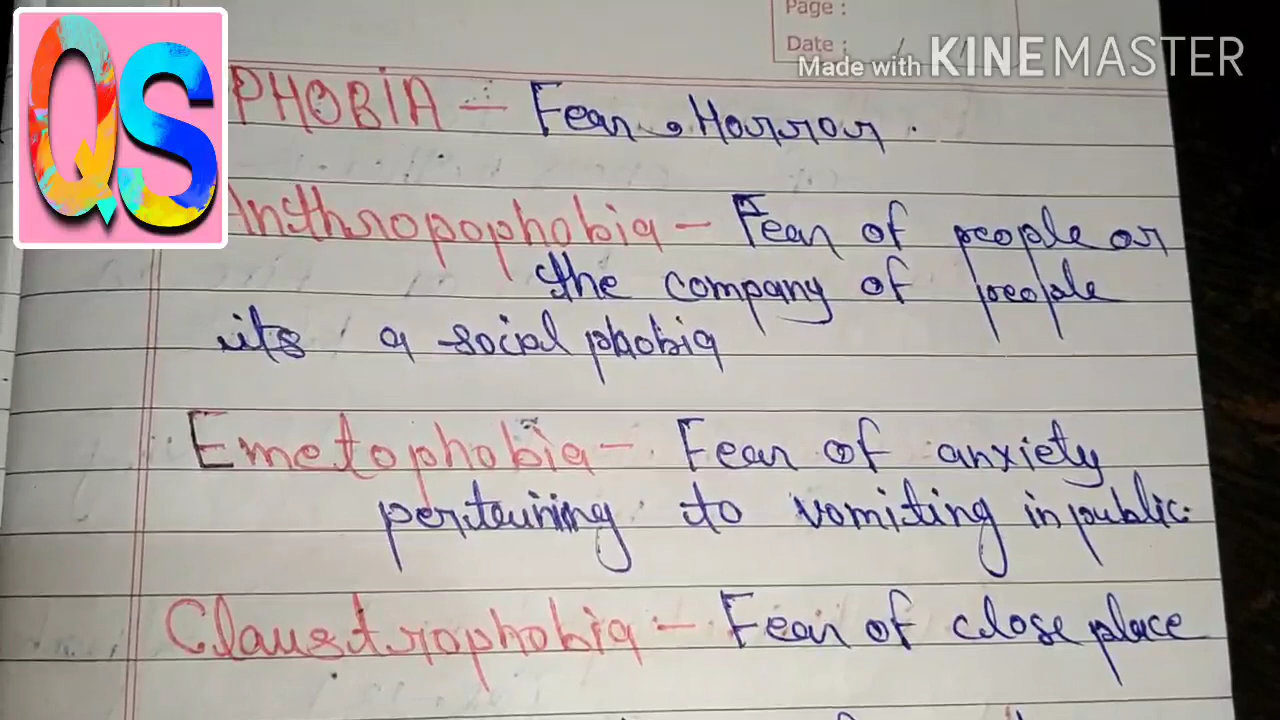 Page :
Date :
Made with KINEMASTER
QS
PHOBIA - Fear, Horror.
Anthropophobia - Fear of people or
the company of people
its a social phobia
Emetophobia - Fear of anxiety
pertaining to vomiting in public.
Claustrophobia - Fear of close place